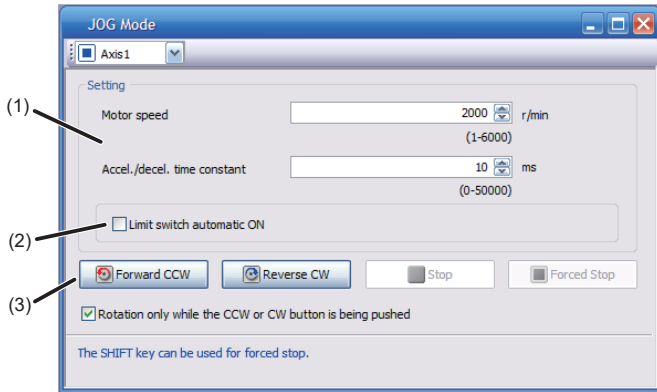 JOG Mode
Axis1
Setting
(1)
Motor speed 2000 r/min
(1-6000)
Accel./decel. time constant 10 ms
(0-50000)
(2)
Limit switch automatic ON
(3)
Forward CCW Reverse CW Stop Forced Stop
Rotation only while the CCW or CW button is being pushed
The SHIFT key can be used for forced stop.